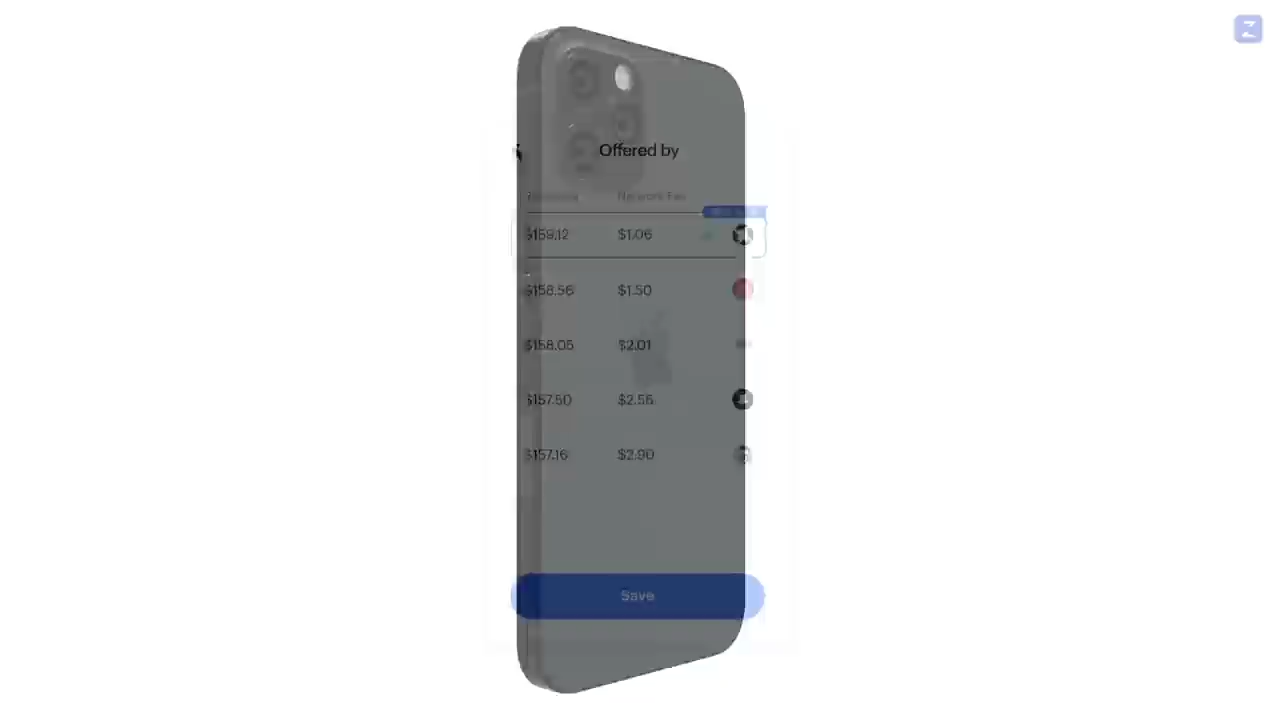 Offered by
Network Fee
$159.12 $1.06
$158.56 $1.50
$158.05 $2.01
$157.50 $2.55
$157.16 $2.90
Save